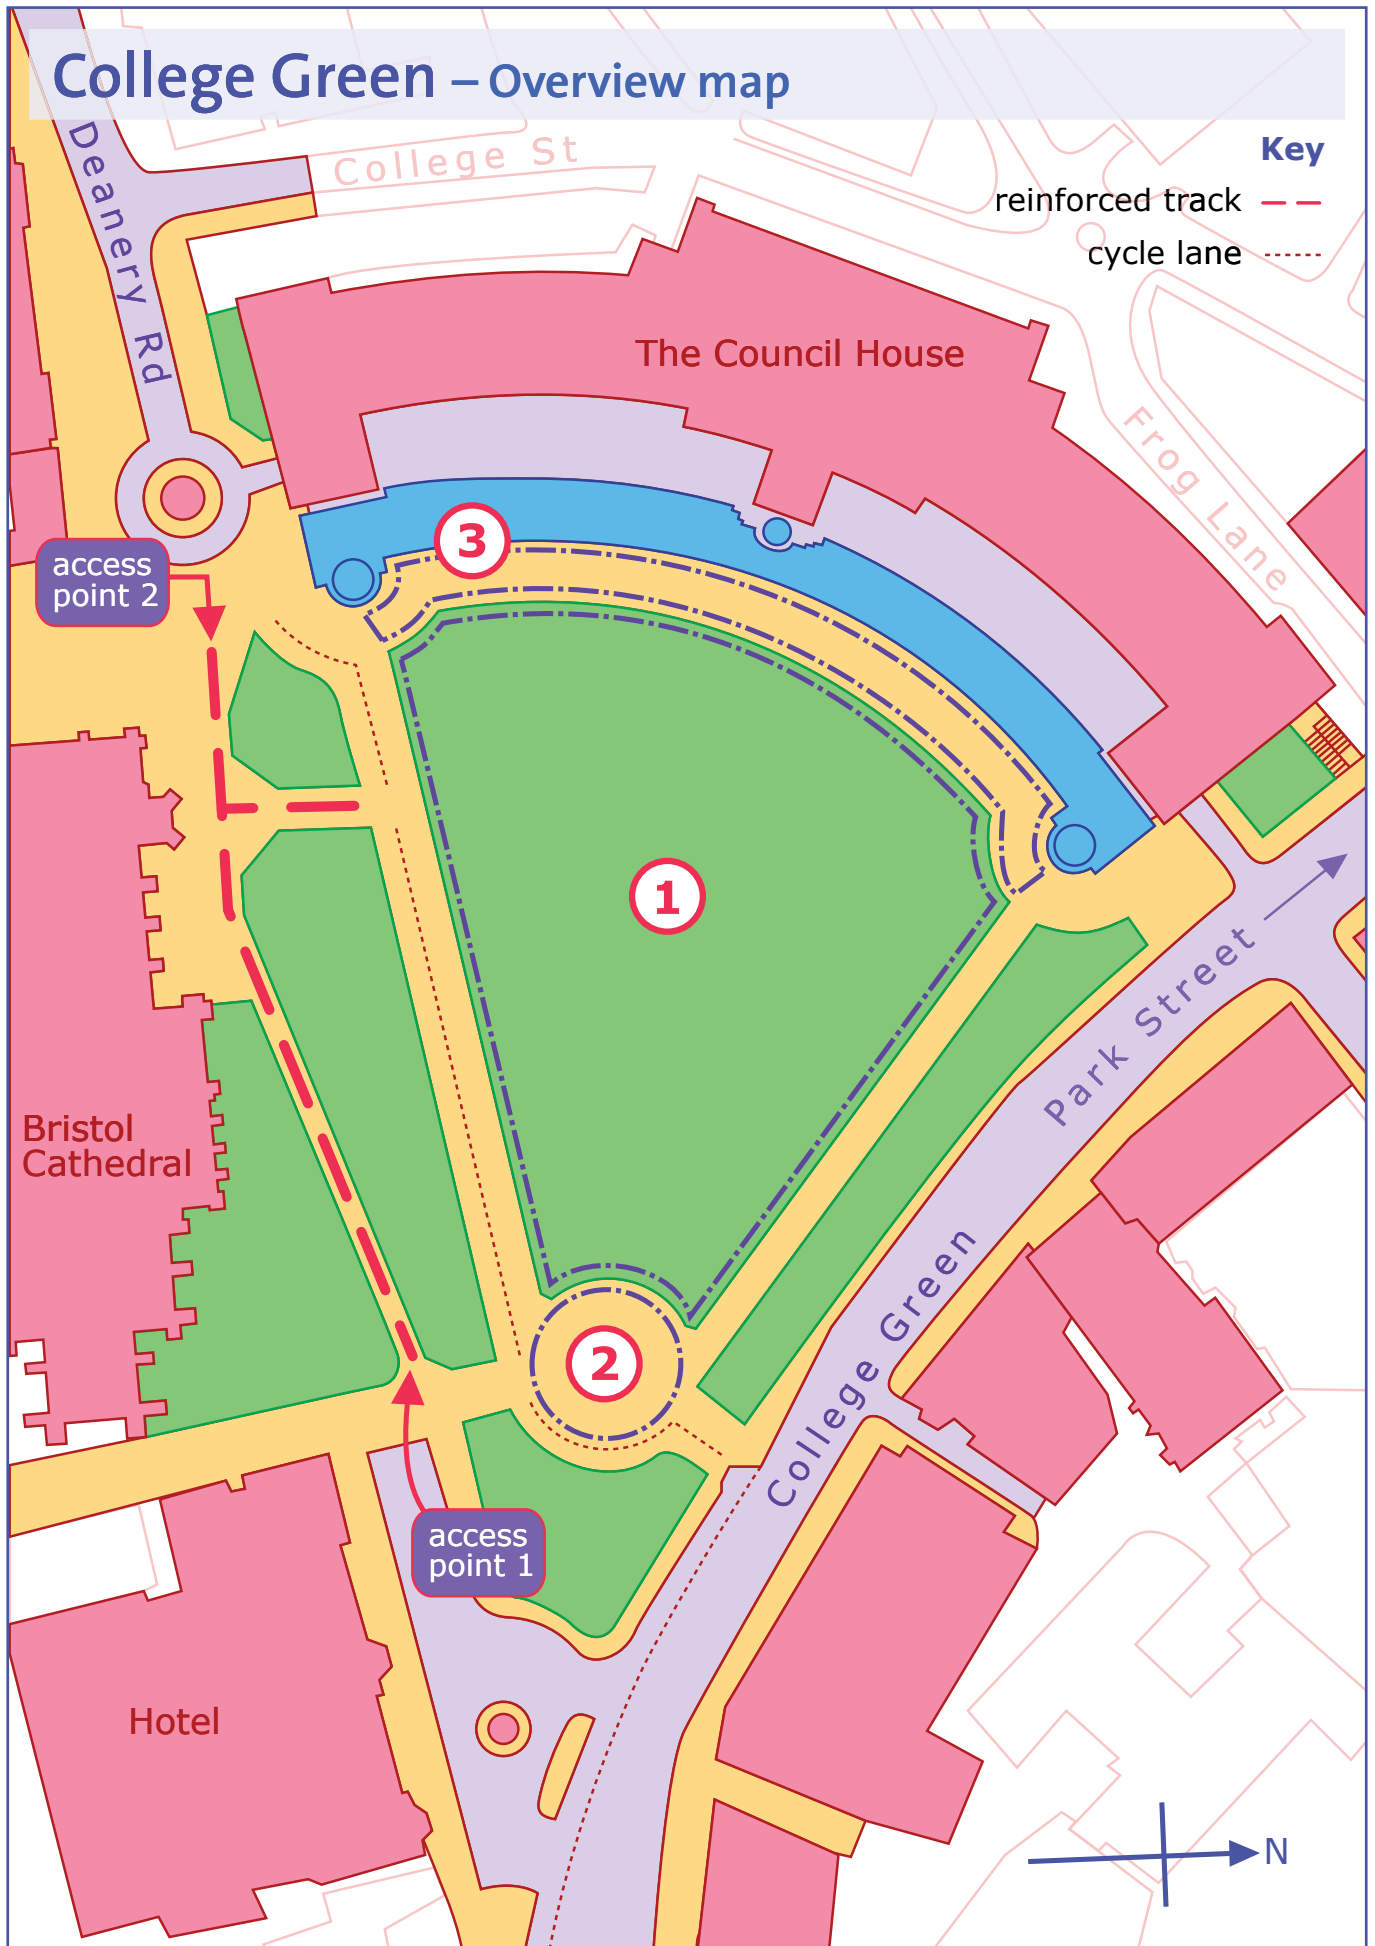 College Green – Overview map
Key
reinforced track
cycle lane
Deanery Rd
College St
The Council House
Frog Lane
3
access
point 2
1
Park Street
Bristol
Cathedral
College Green
2
access
point 1
Hotel
N